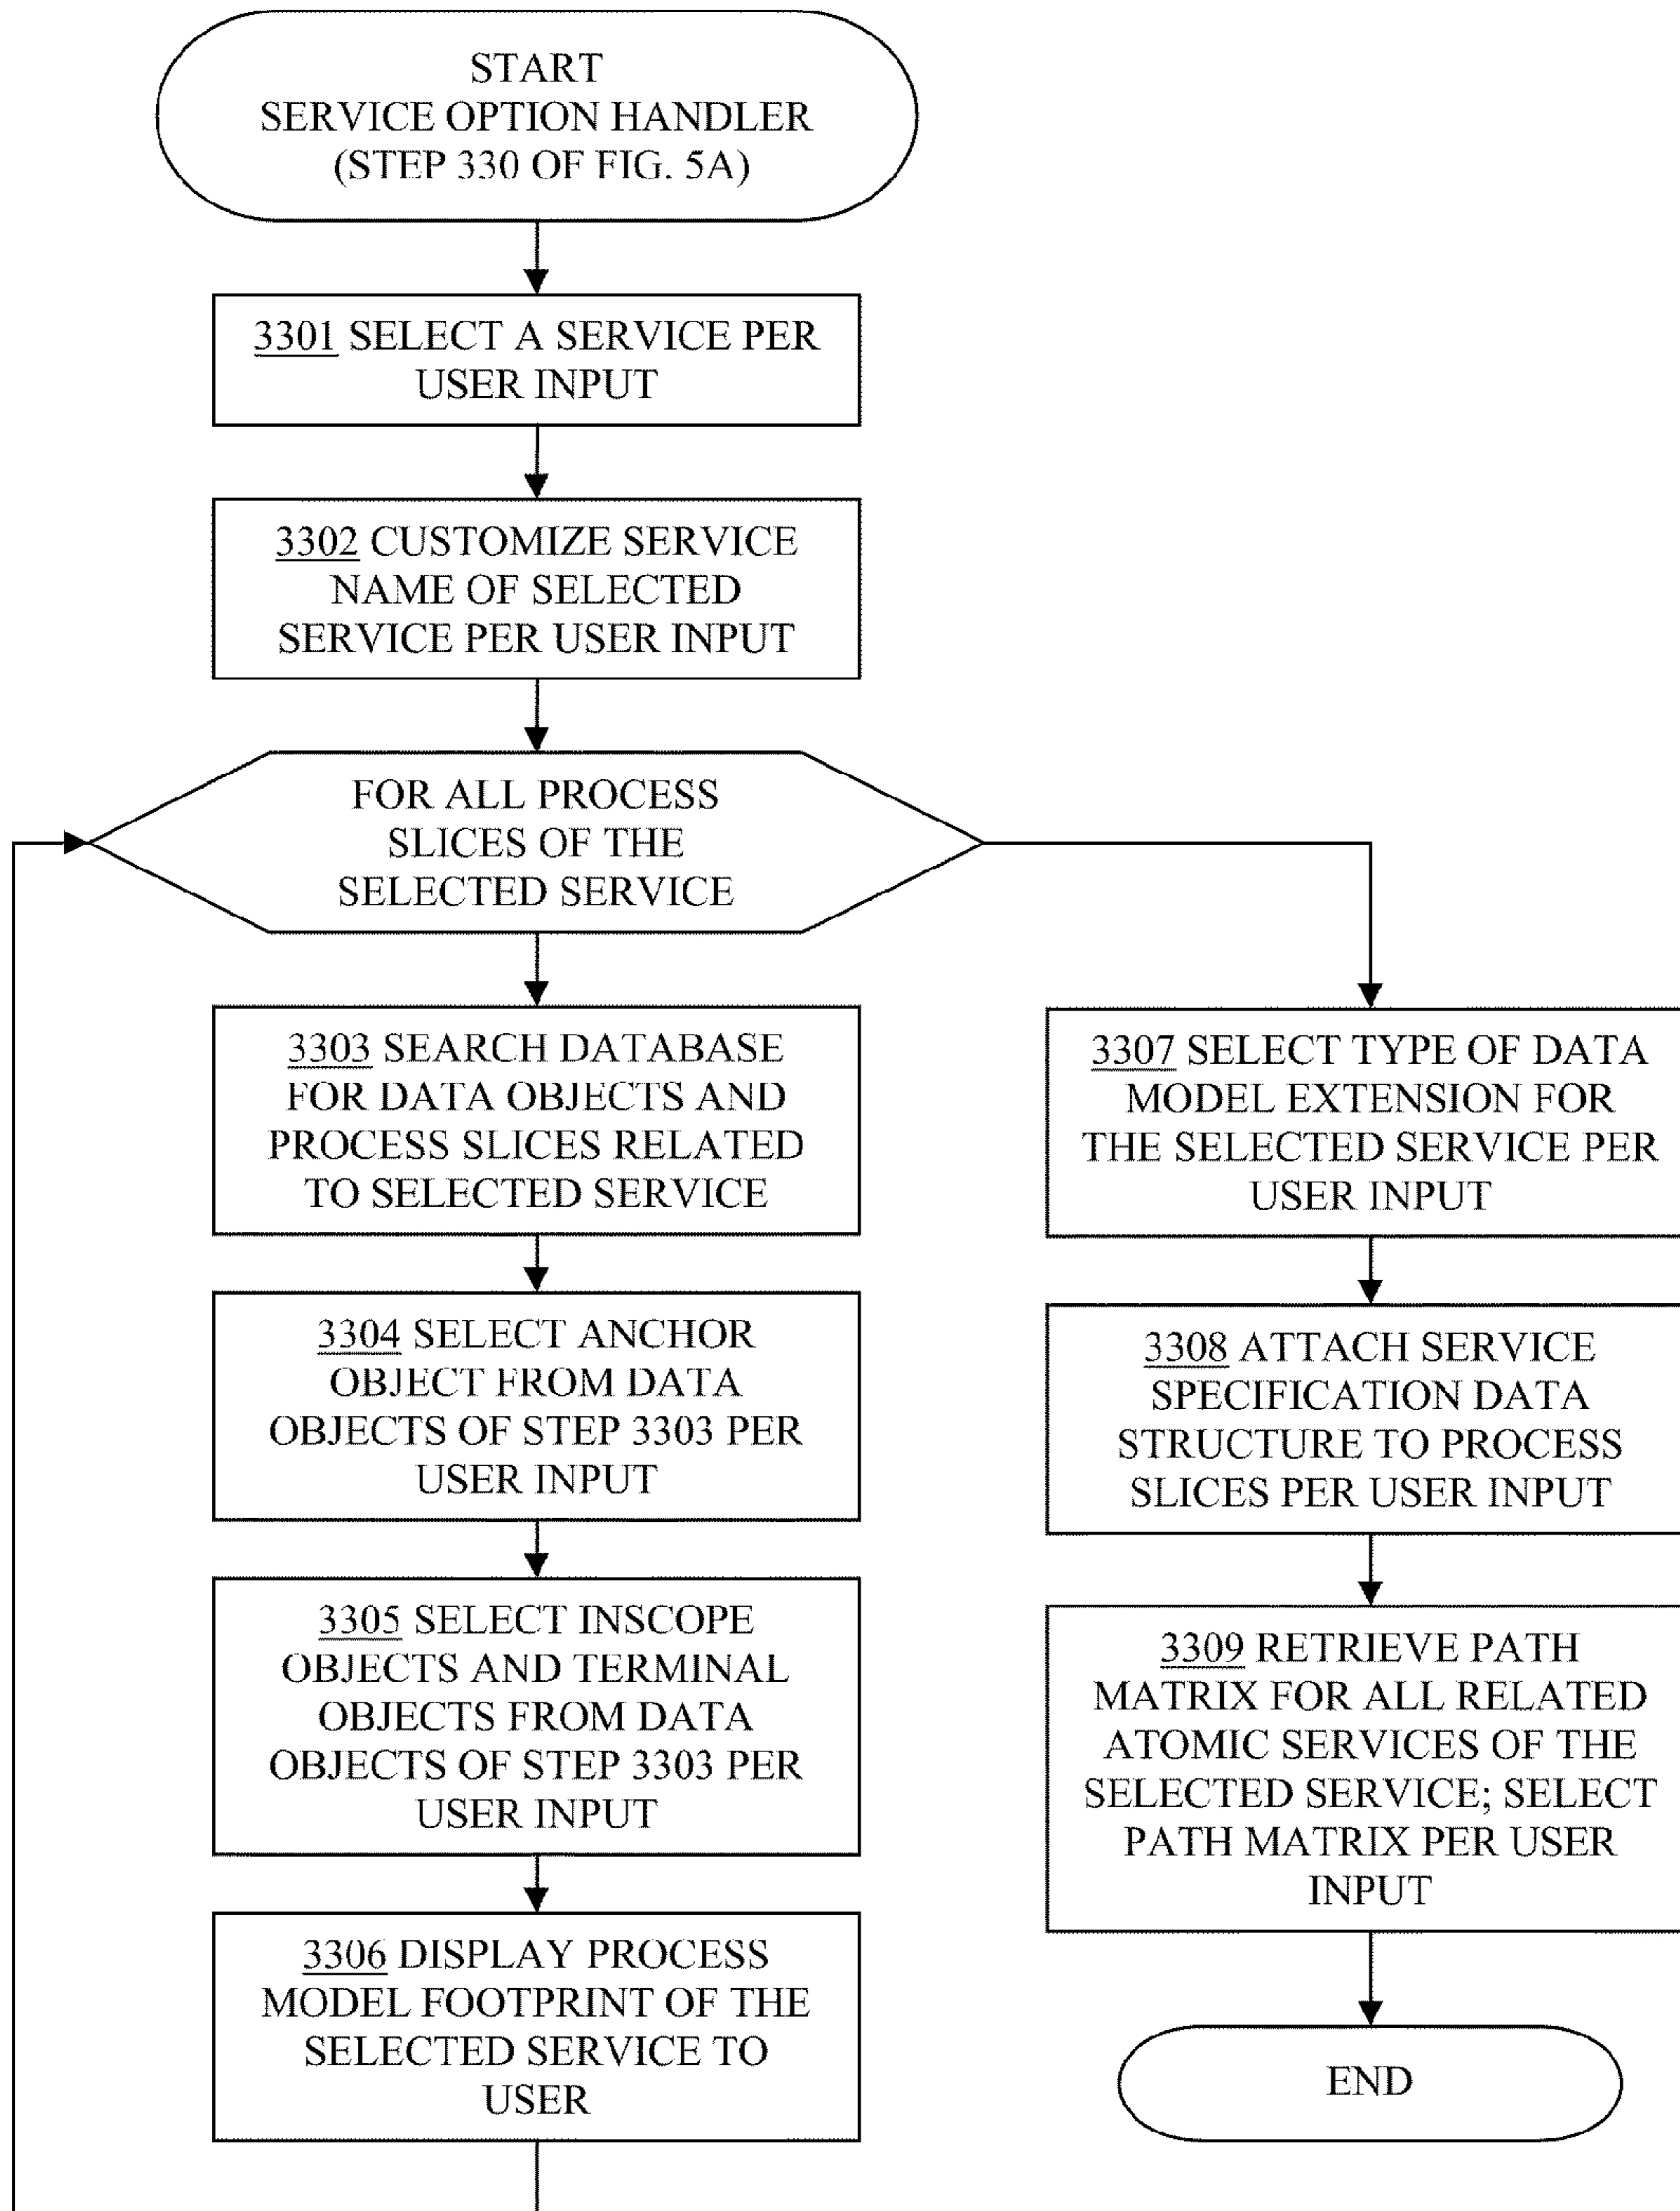 START
SERVICE OPTION HANDLER
(STEP 330 OF FIG. 5A)
3301 SELECT A SERVICE PER
USER INPUT
3302 CUSTOMIZE SERVICE
NAME OF SELECTED
SERVICE PER USER INPUT
FOR ALL PROCESS
SLICES OF THE
SELECTED SERVICE
3303 SEARCH DATABASE
FOR DATA OBJECTS AND
PROCESS SLICES RELATED
TO SELECTED SERVICE
3304 SELECT ANCHOR
OBJECT FROM DATA
OBJECTS OF STEP 3303 PER
USER INPUT
3305 SELECT INSCOPE
OBJECTS AND TERMINAL
OBJECTS FROM DATA
OBJECTS OF STEP 3303 PER
USER INPUT
3306 DISPLAY PROCESS
MODEL FOOTPRINT OF THE
SELECTED SERVICE TO
USER
3307 SELECT TYPE OF DATA
MODEL EXTENSION FOR
THE SELECTED SERVICE PER
USER INPUT
3308 ATTACH SERVICE
SPECIFICATION DATA
STRUCTURE TO PROCESS
SLICES PER USER INPUT
3309 RETRIEVE PATH
MATRIX FOR ALL RELATED
ATOMIC SERVICES OF THE
SELECTED SERVICE; SELECT
PATH MATRIX PER USER
INPUT
END